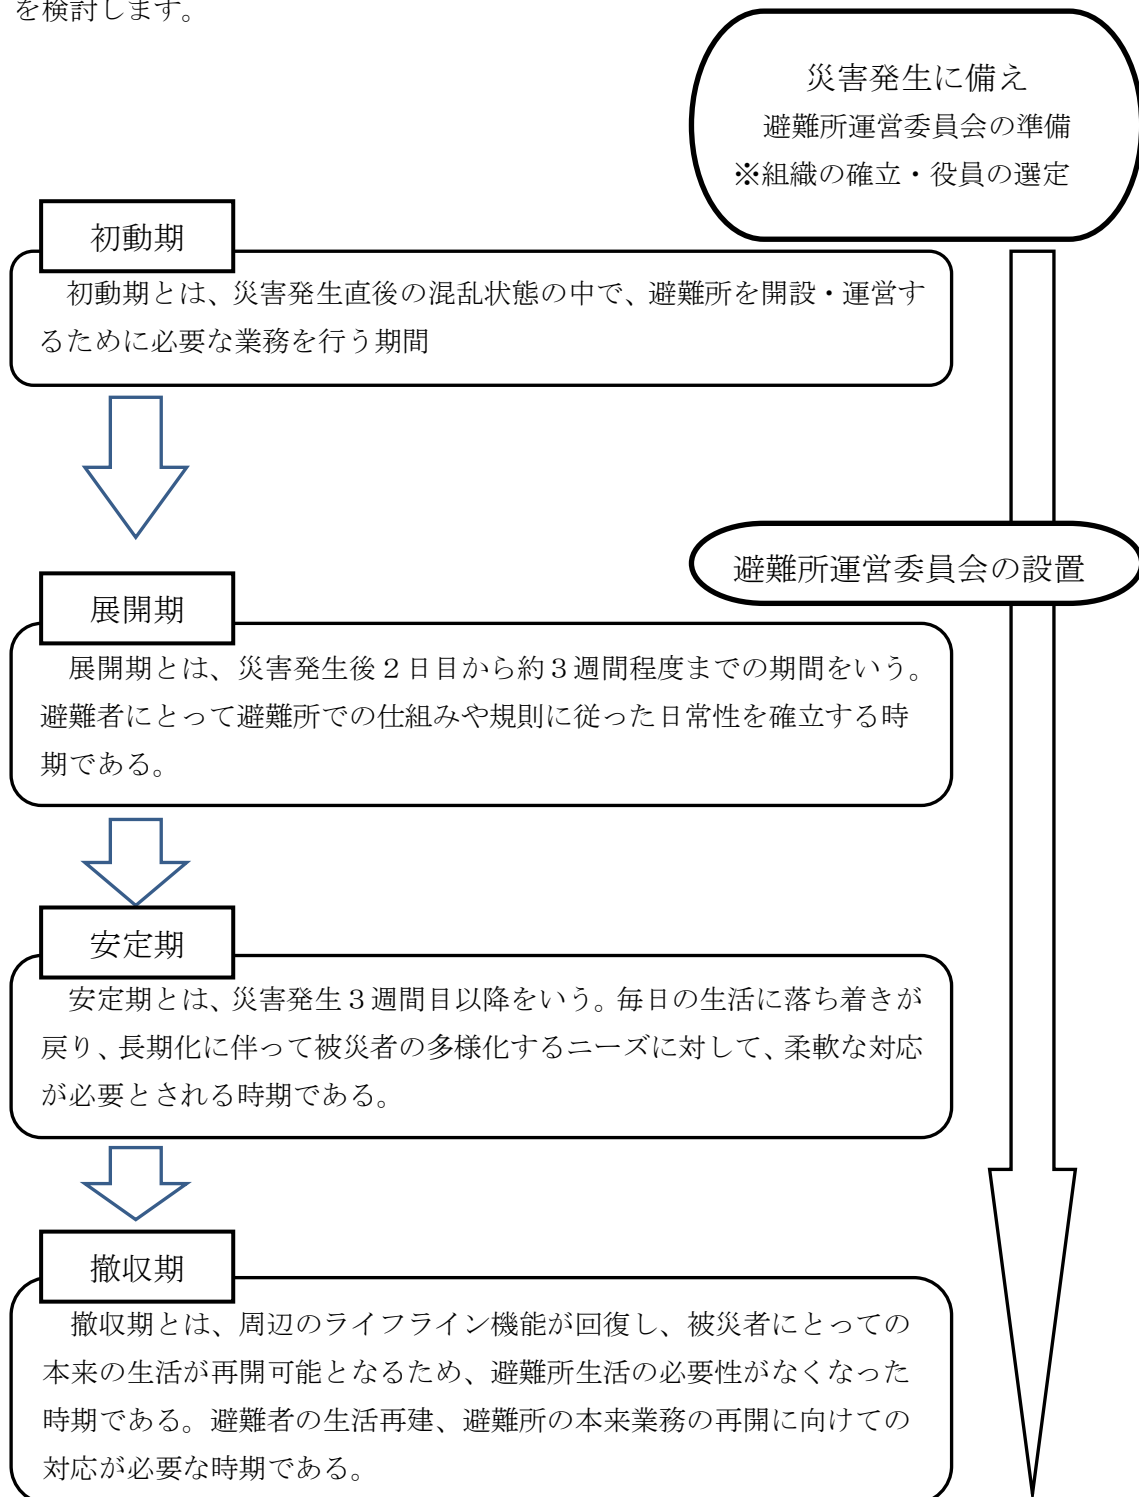 を検討します。
災害発生に備え
避難所運営委員会の準備
※組織の確立・役員の選定
初動期
初動期とは、災害発生直後の混乱状態の中で、避難所を開設・運営す
るために必要な業務を行う期間
避難所運営委員会の設置
展開期
展開期とは、災害発生後２日目から約３週間程度までの期間をいう。
避難者にとって避難所での仕組みや規則に従った日常性を確立する時
期である。
安定期
安定期とは、災害発生３週間目以降をいう。毎日の生活に落ち着きが
戻り、長期化に伴って被災者の多様化するニーズに対して、柔軟な対応
が必要とされる時期である。
撤収期
撤収期とは、周辺のライフライン機能が回復し、被災者にとっての
本来の生活が再開可能となるため、避難所生活の必要性がなくなった
時期である。避難者の生活再建、避難所の本来業務の再開に向けての
対応が必要な時期である。